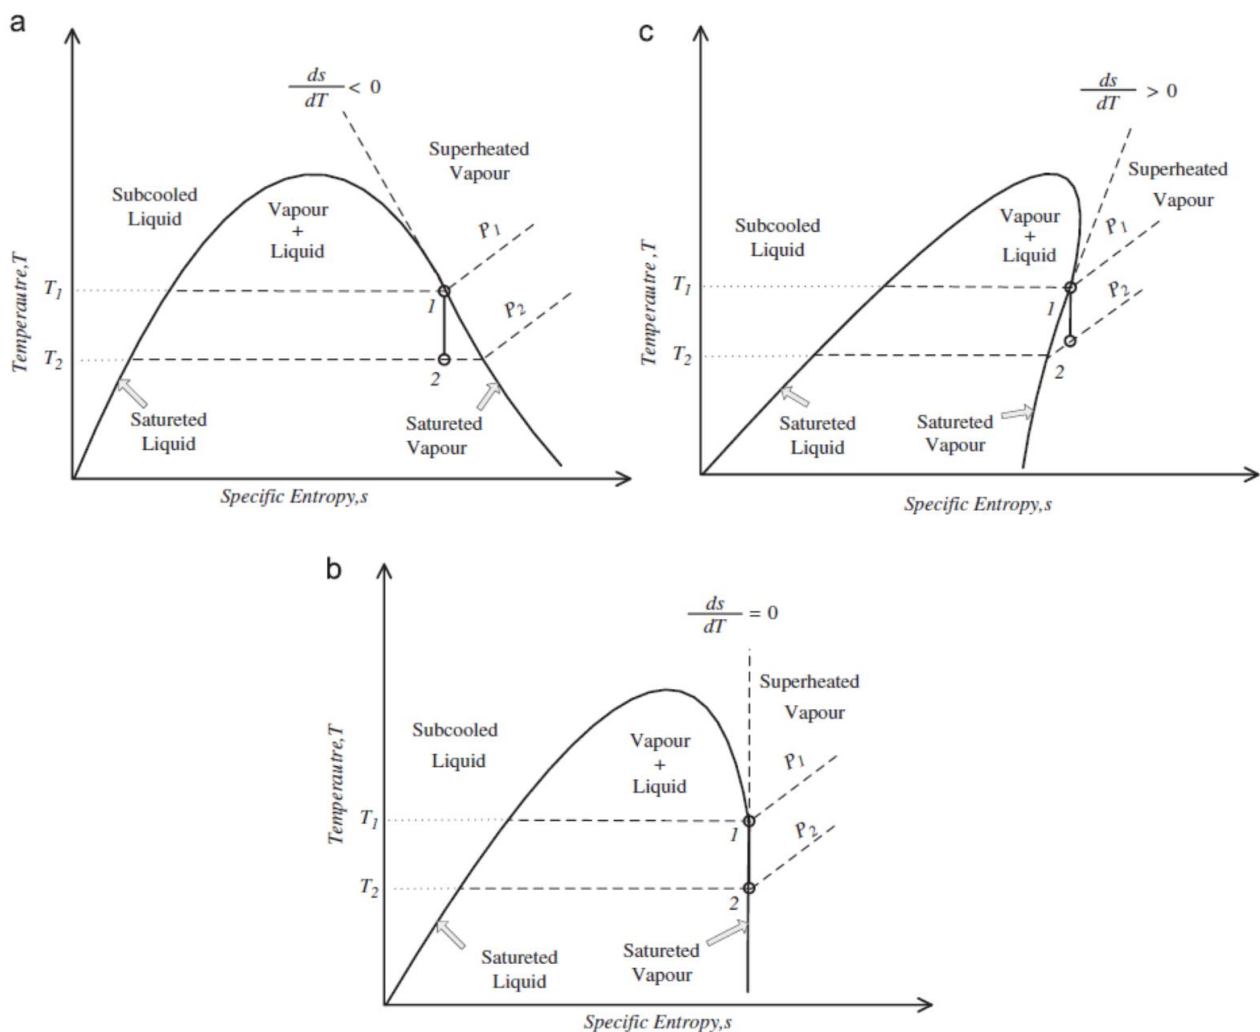 a
ds
dT
< 0
Superheated
Vapour
Subcooled
Liquid
Vapour
+
Liquid
P1
P2
Temperautre,T
T1
T2
1
2
Satureted
Liquid
Satureted
Vapour
Specific Entropy,s
c
ds
dT
> 0
Superheated
Vapour
Subcooled
Liquid
Vapour
+
Liquid
P1
P2
Temperautre ,T
T1
T2
1
2
Satureted
Liquid
Satureted
Vapour
Specific Entropy,s
b
ds
dT
= 0
Superheated
Vapour
Subcooled
Liquid
Vapour
+
Liquid
P1
P2
Temperautre,T
T1
T2
1
2
Satureted
Liquid
Satureted
Vapour
Specific Entropy,s